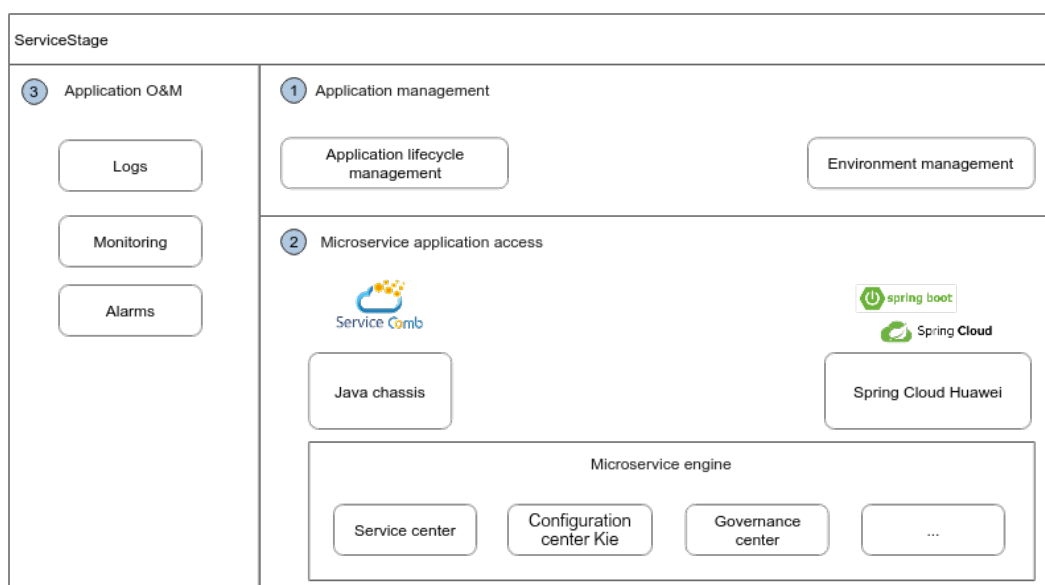 ServiceStage
3 Application O&M
Logs
Monitoring
Alarms
1 Application management
Application lifecycle
management
Environment management
2 Microservice application access
Service Comb
spring boot
Spring Cloud
Java chassis
Spring Cloud Huawei
Microservice engine
Service center
Configuration
center Kie
Governance
center
...